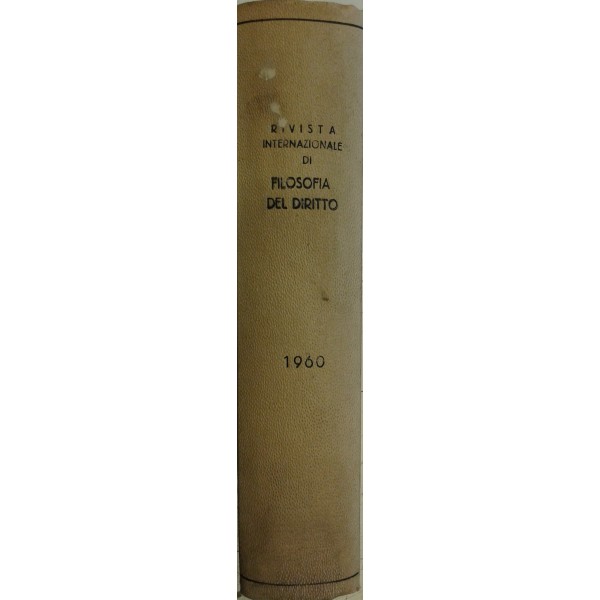 RIVISTA
INTERNAZIONALE
DI
FILOSOFIA
DEL DIRITTO
1960